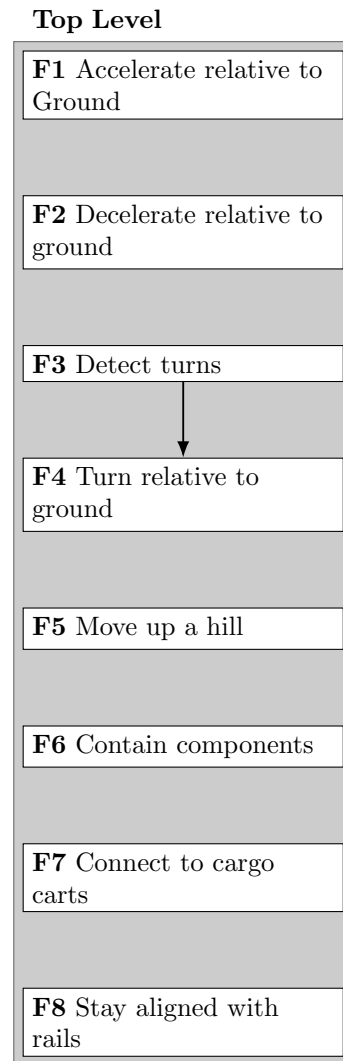 Top Level
F1 Accelerate relative to
Ground
F2 Decelerate relative to
ground
F3 Detect turns
F4 Turn relative to
ground
F5 Move up a hill
F6 Contain components
F7 Connect to cargo
carts
F8 Stay aligned with
rails